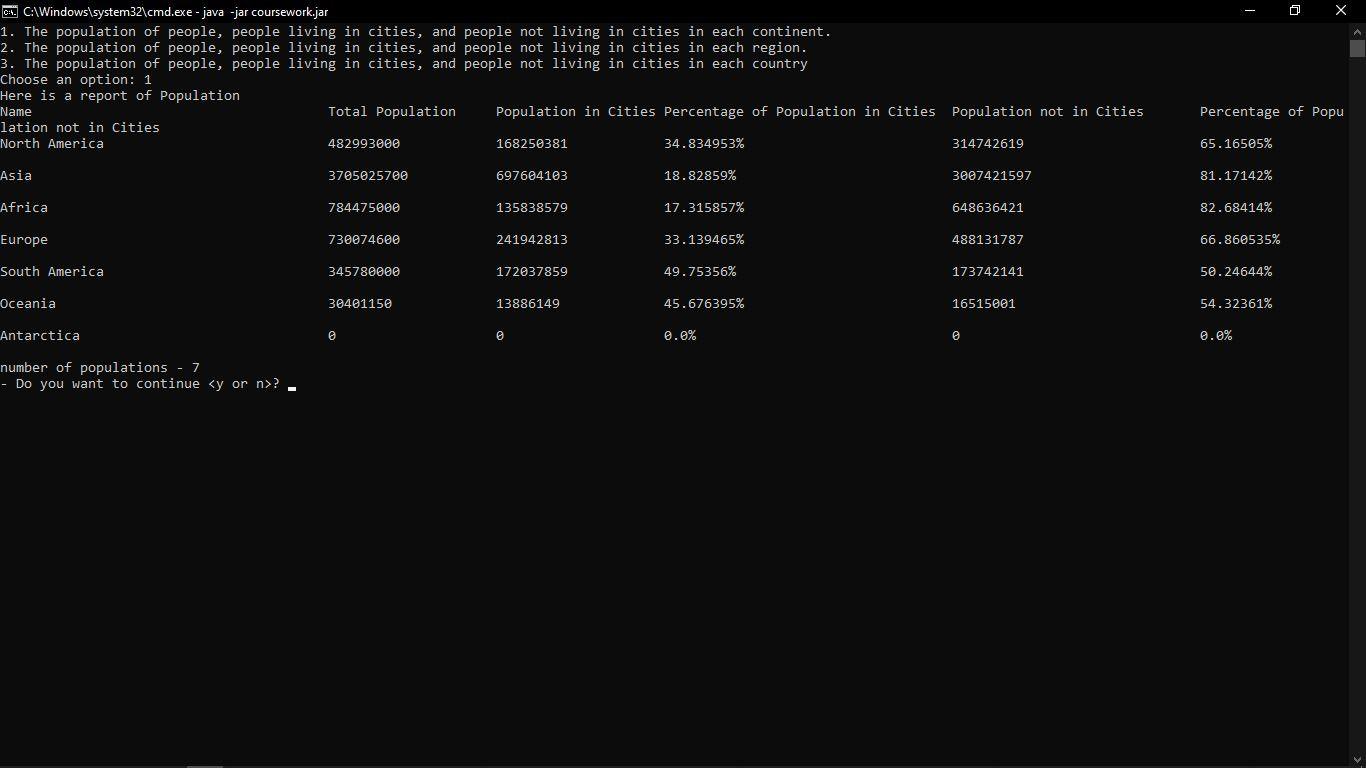 C:\Windows\system32\cmd.exe - java -jar coursework.jar
1. The population of people, people living in cities, and people not living in cities in each continent.
2. The population of people, people living in cities, and people not living in cities in each region.
3. The population of people, people living in cities, and people not living in cities in each country
Choose an option: 1
Here is a report of Population
Name Total Population Population in Cities Percentage of Population in Cities Population not in Cities Percentage of Popu
lation not in Cities
North America 482993000 168250381 34.834953% 314742619 65.16505%
Asia 3705025700 697604103 18.82859% 3007421597 81.17142%
Africa 784475000 135838579 17.315857% 648636421 82.68414%
Europe 730074600 241942813 33.139465% 488131787 66.860535%
South America 345780000 172037859 49.75356% 173742141 50.24644%
Oceania 30401150 13886149 45.676395% 16515001 54.32361%
Antarctica 0 0 0.0% 0 0.0%
number of populations - 7
- Do you want to continue <y or n>?